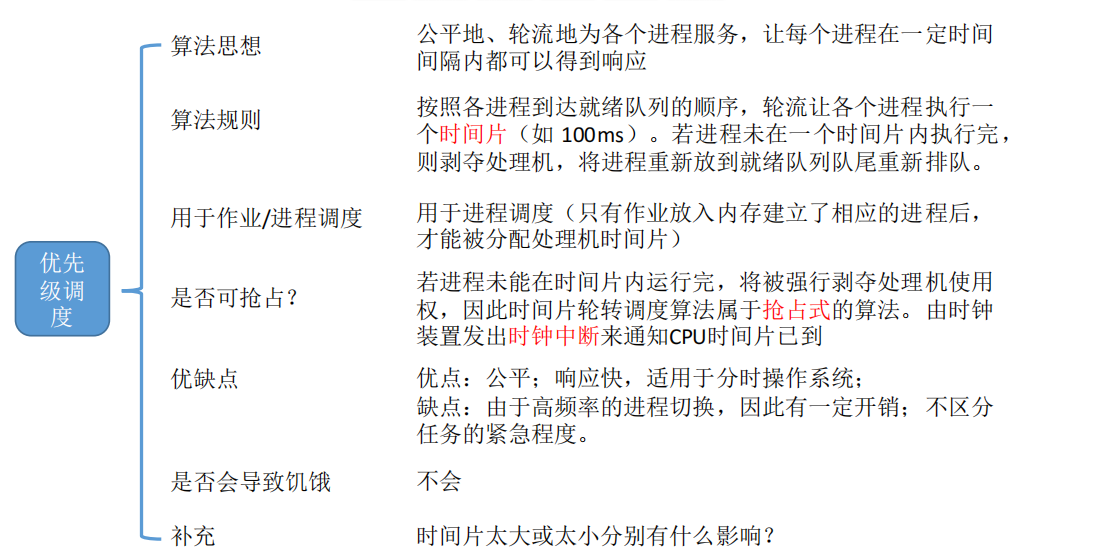 算法思想
公平地、轮流地为各个进程服务，让每个进程在一定时间
间隔内都可以得到响应
算法规则
按照各进程到达就绪队列的顺序，轮流让各个进程执行一
个时间片（如 100ms）。若进程未在一个时间片内执行完，
则剥夺处理机，将进程重新放到就绪队列队尾重新排队。
用于作业/进程调度
用于进程调度（只有作业放入内存建立了相应的进程后，
才能被分配处理机时间片）
优先
级调
度
是否可抢占？
若进程未能在时间片内运行完，将被强行剥夺处理机使用
权，因此时间片轮转调度算法属于抢占式的算法。由时钟
装置发出时钟中断来通知CPU时间片已到
优缺点
优点：公平；响应快，适用于分时操作系统；
缺点：由于高频率的进程切换，因此有一定开销；不区分
任务的紧急程度。
是否会导致饥饿
不会
补充
时间片太大或太小分别有什么影响？